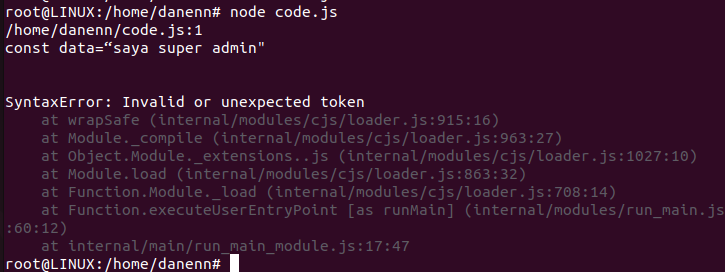 root@LINUX:/home/danenn# node code.js
/home/danenn/code.js:1
const data=“saya super admin"
SyntaxError: Invalid or unexpected token
at wrapSafe (internal/modules/cjs/loader.js:915:16)
at Module._compile (internal/modules/cjs/loader.js:963:27)
at Object.Module._extensions..js (internal/modules/cjs/loader.js:1027:10)
at Module.load (internal/modules/cjs/loader.js:863:32)
at Function.Module._load (internal/modules/cjs/loader.js:708:14)
at Function.executeUserEntryPoint [as runMain] (internal/modules/run_main.js
:60:12)
at internal/main/run_main_module.js:17:47
root@LINUX:/home/danenn#